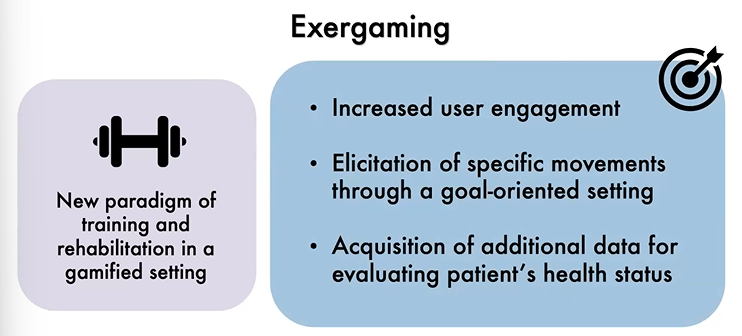 Exergaming
New paradigm of
training and
rehabilitation in a
gamified setting
• Increased user engagement
• Elicitation of specific movements
through a goal-oriented setting
• Acquisition of additional data for
evaluating patient's health status